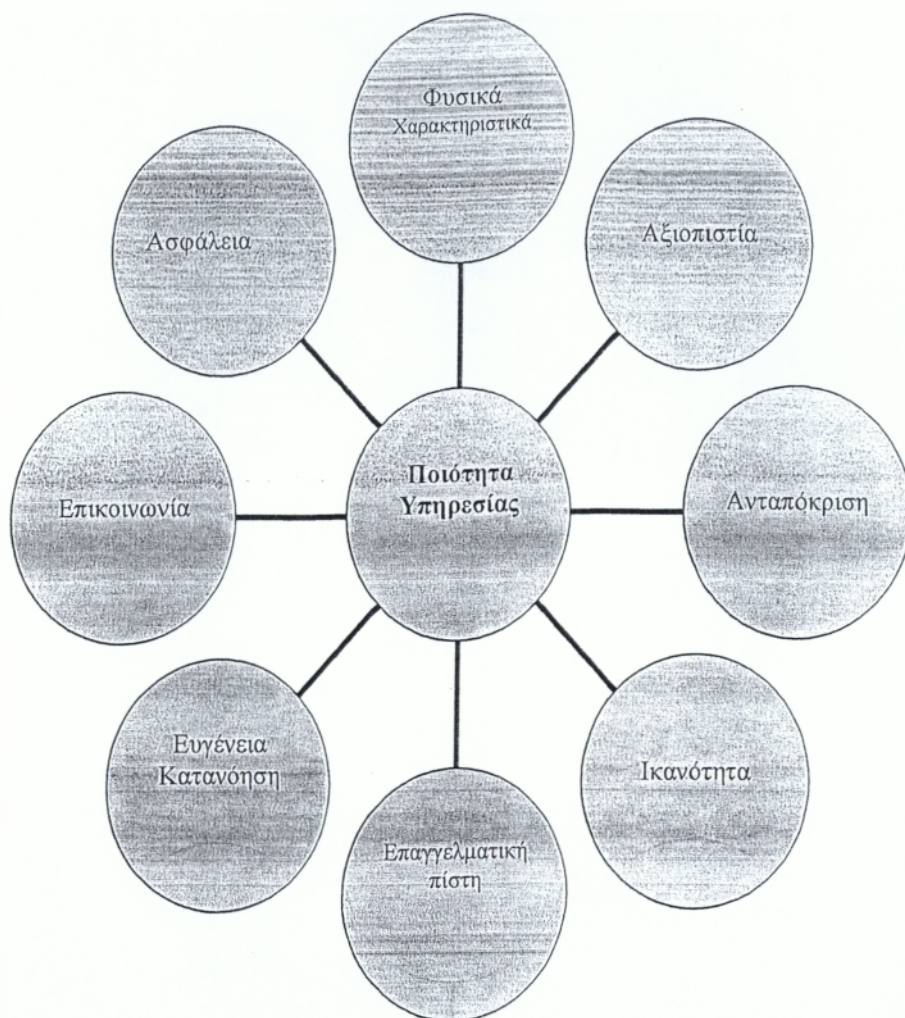 Φυσικά
Χαρακτηριστικά
Αξιοπιστία
Ασφάλεια
Ποιότητα
Υπηρεσίας
Επικοινωνία
Ανταπόκριση
Ευγένεια
Κατανόηση
Ικανότητα
Επαγγελματική
πίστη